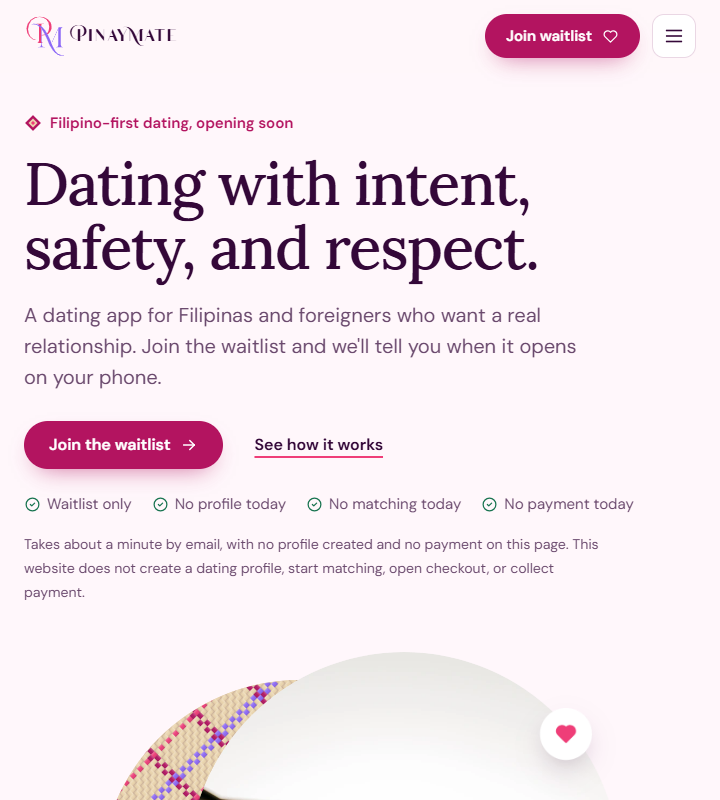 PM PINAYMATE
Join waitlist
Filipino-first dating, opening soon
Dating with intent,
safety, and respect.
A dating app for Filipinas and foreigners who want a real
relationship. Join the waitlist and we'll tell you when it opens
on your phone.
Join the waitlist
See how it works
Waitlist only
No profile today
No matching today
No payment today
Takes about a minute by email, with no profile created and no payment on this page. This
website does not create a dating profile, start matching, open checkout, or collect
payment.